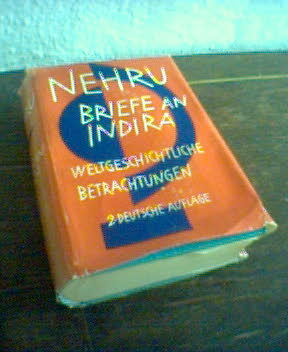 NEHRU
BRIEFE AN
INDIRA
WELTGESCHICHTLICHE
BETRACHTUNGEN
2. DEUTSCHE AUFLAGE